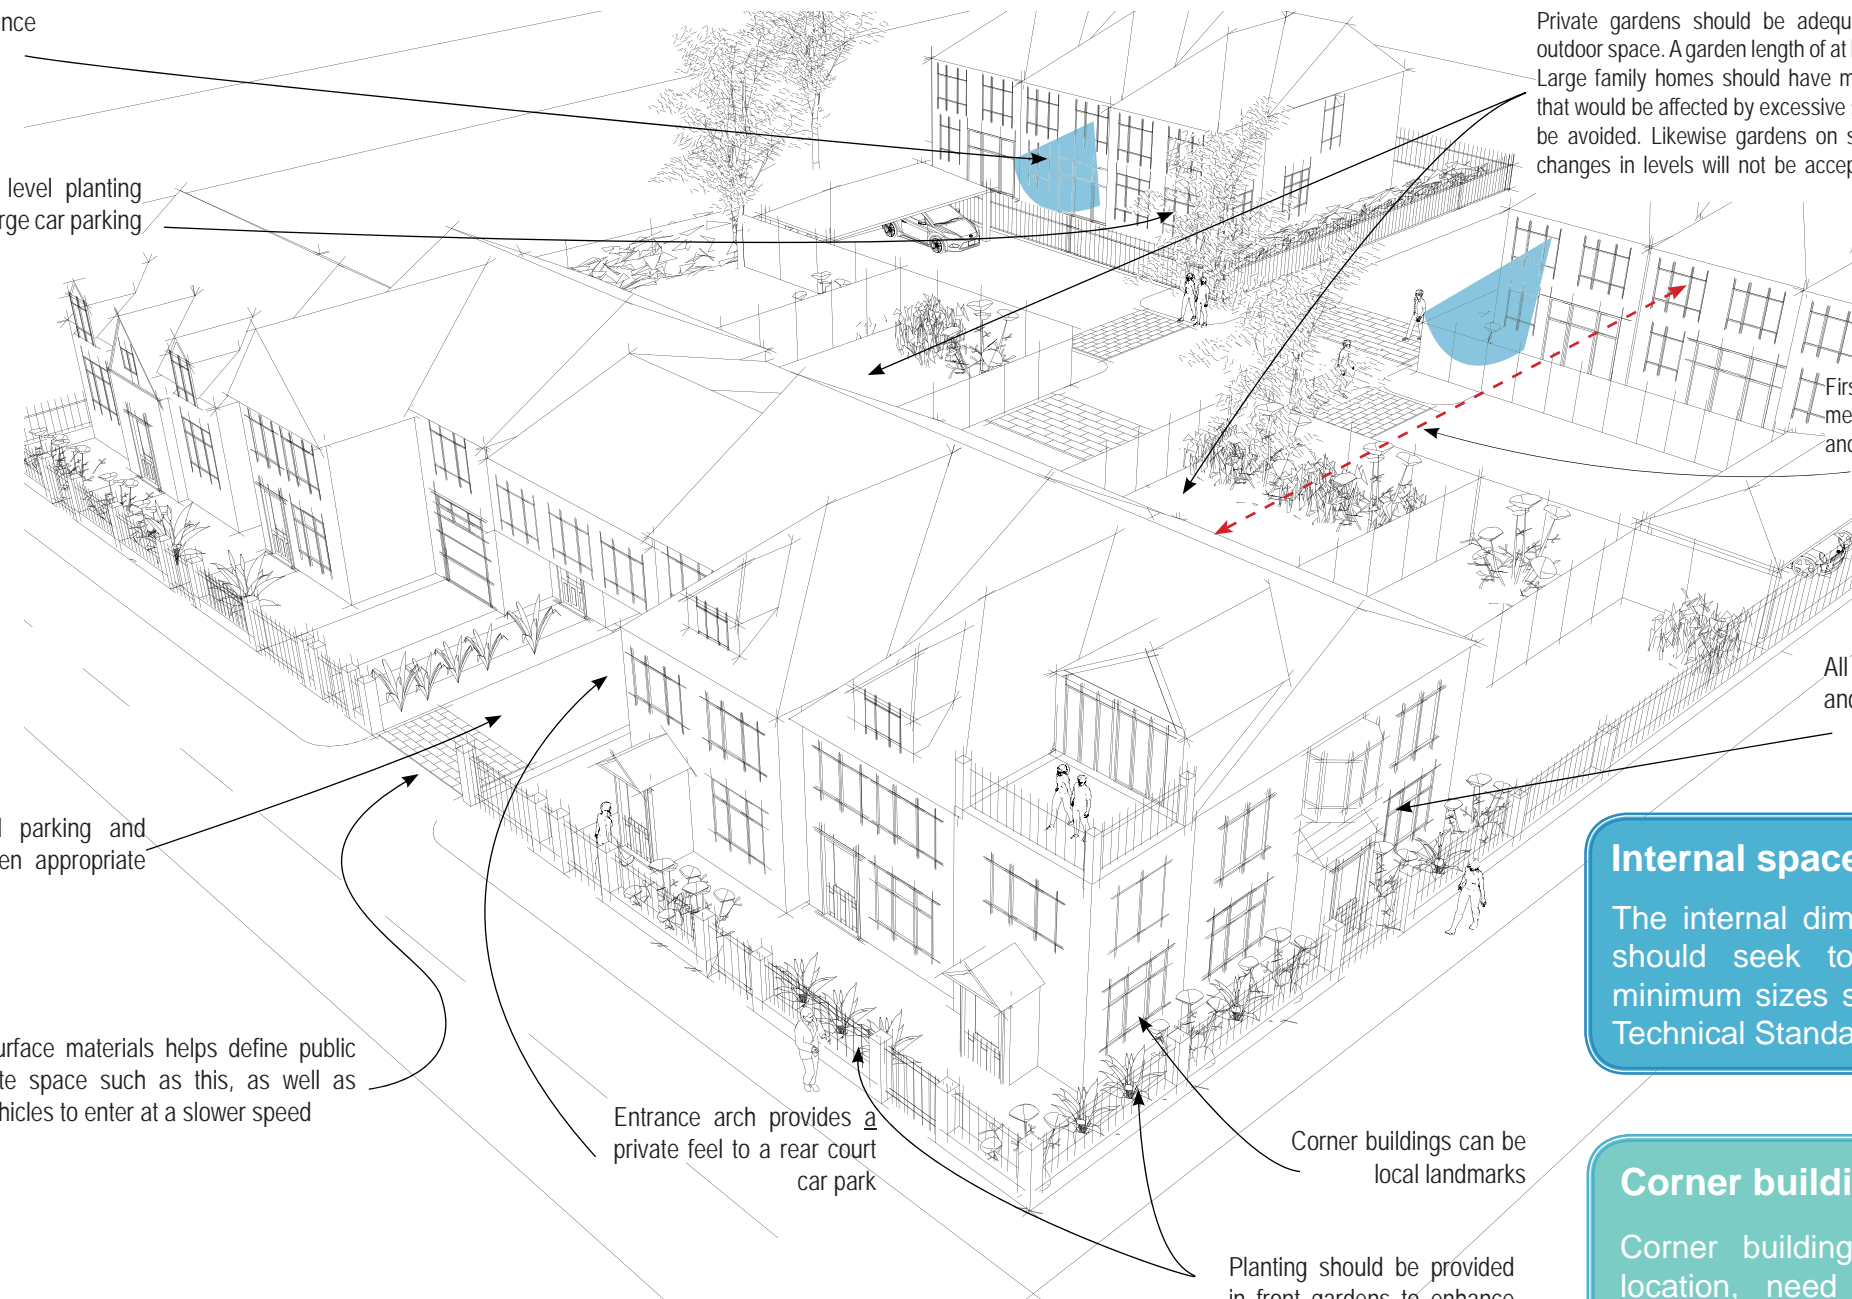 nce
level planting
rge car parking
Private gardens should be adequ
outdoor space. A garden length of at
Large family homes should have m
that would be affected by excessive
be avoided. Likewise gardens on s
changes in levels will not be accep
Firs
me
and
All
and
parking and
en appropriate
urface materials helps define public
te space such as this, as well as
hicles to enter at a slower speed
Entrance arch provides a
private feel to a rear court
car park
Corner buildings can be
local landmarks
Planting should be provided
in front gardens to enhance
Internal space
The internal dim
should seek to
minimum sizes s
Technical Standa
Corner buildi
Corner building
location, need